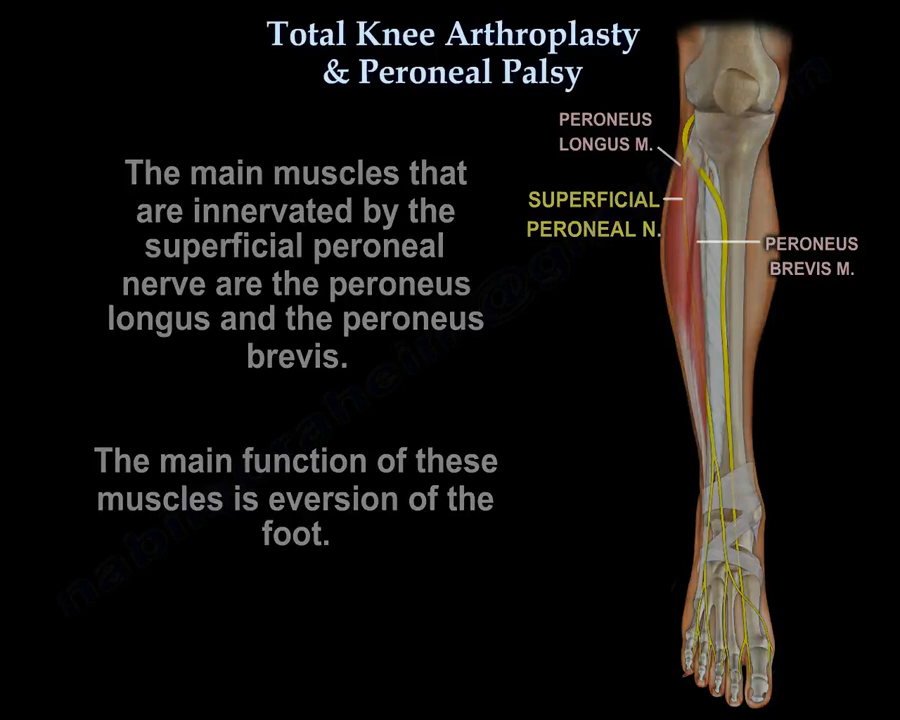 Total Knee Arthroplasty
& Peroneal Palsy
The main muscles that
are innervated by the
superficial peroneal
nerve are the peroneus
longus and the peroneus
brevis.
The main function of these
muscles is eversion of the
foot.
PERONEUS
LONGUS M.
SUPERFICIAL
PERONEAL N.
PERONEUS
BREVIS M.